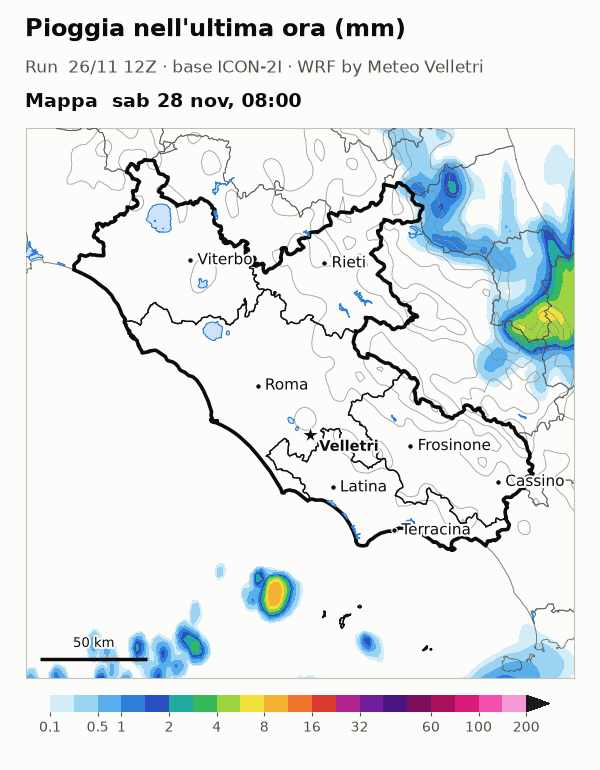 Pioggia nell'ultima ora (mm)
Run 26/11 12Z · base ICON-2I · WRF by Meteo Velletri
Mappa sab 28 nov, 08:00
Viterbo
Rieti
Roma
Velletri
Frosinone
Cassino
Latina
Terracina
50 km
0.1 0.5 1 2 4 8 16 32 60 100 200